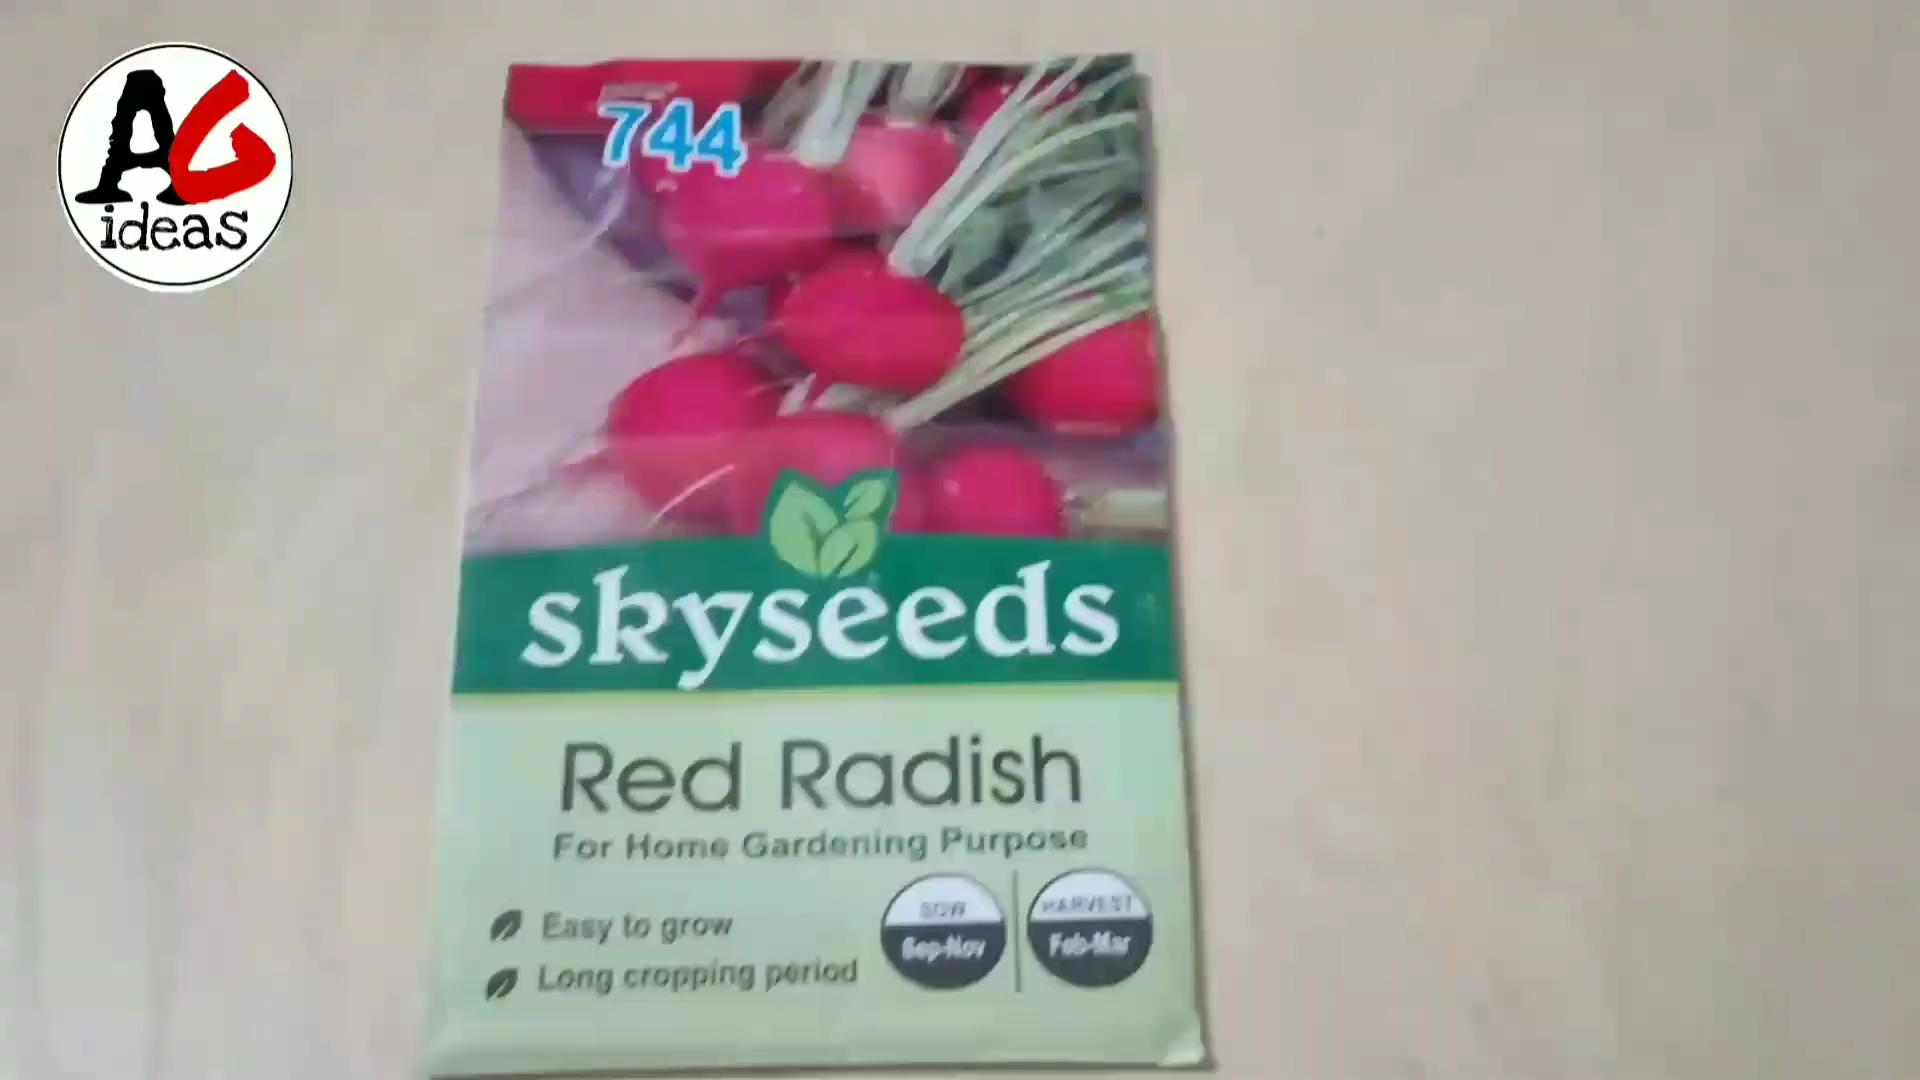 AG
ideas
744
skyseeds
Red Radish
For Home Gardening Purpose
Easy to grow
Long cropping period
SOW
Sep-Nov
HARVEST
Feb-Mar